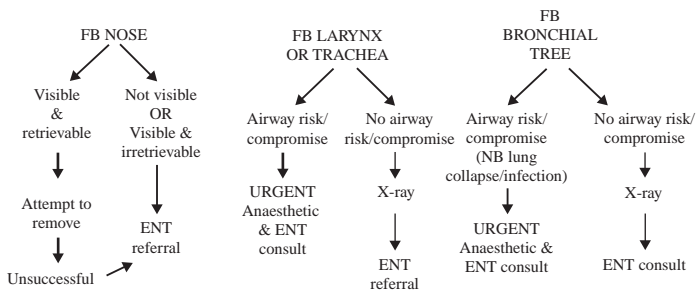 FB NOSE
Visible
&
retrievable
Attempt to
remove
Unsuccessful
Not visible
OR
Visible &
irretrievable
ENT
referral
FB LARYNX
OR TRACHEA
Airway risk/
compromise
URGENT
Anaesthetic
& ENT
consult
No airway
risk/compromise
X-ray
ENT
referral
FB
BRONCHIAL
TREE
Airway risk/
compromise
(NB lung
collapse/infection)
URGENT
Anaesthetic &
ENT consult
No airway risk/
compromise
X-ray
ENT consult